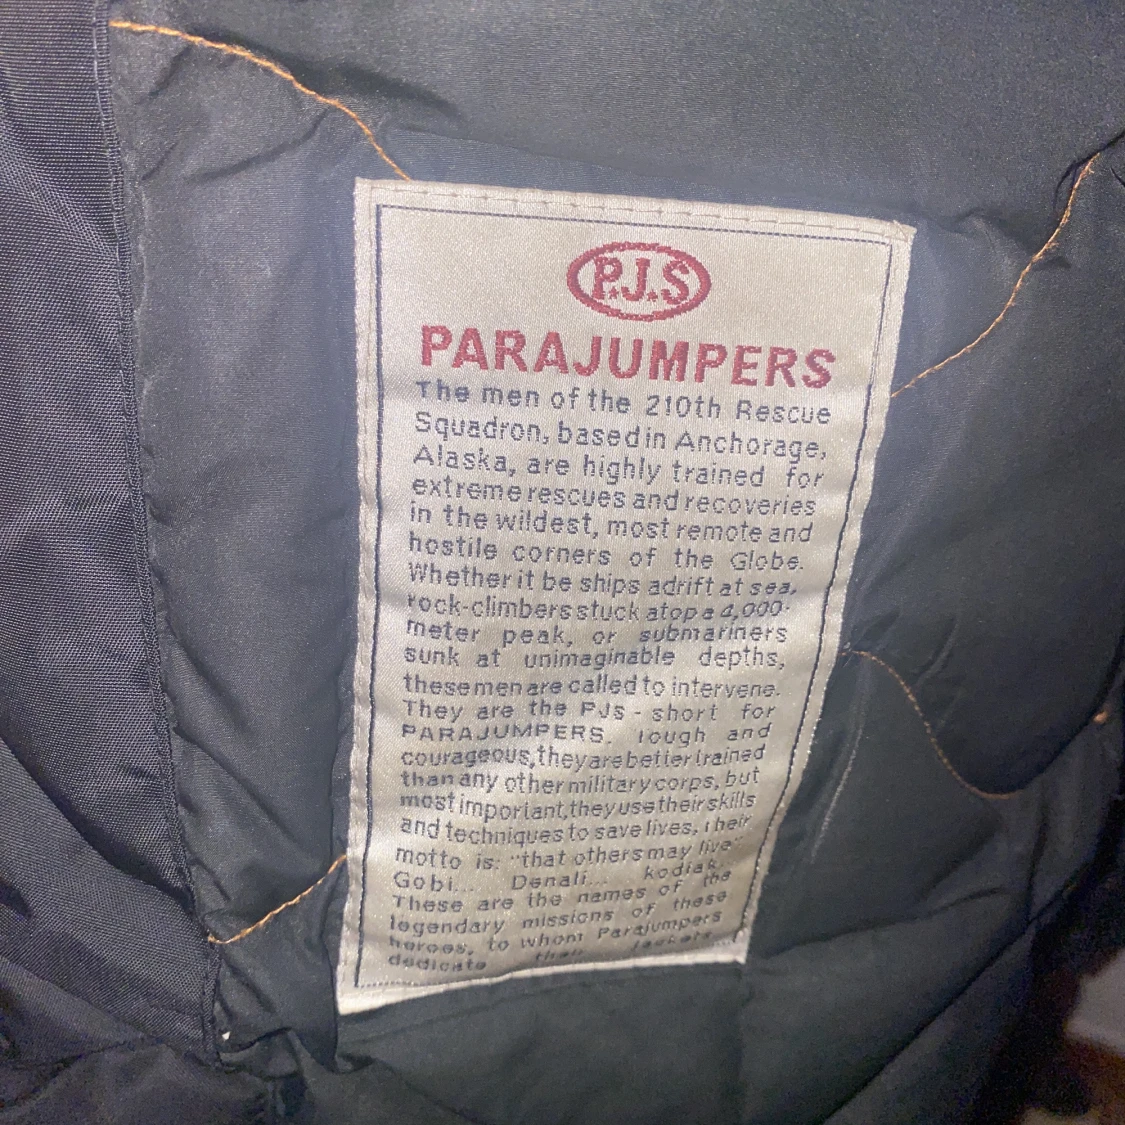 P.J.S
PARAJUMPERS
The men of the 210th Rescue
Squadron, based in Anchorage,
Alaska, are highly trained for
extreme rescues and recoveries
in the wildest, most remote and
hostile corners of the Globe.
Whether it be ships adrift at sea,
rock-climbers stuck atop a 4,000-
meter peak, or submariners
sunk at unimaginable depths,
these men are called to intervene.
They are the PJs - short for
PARAJUMPERS. Tough and
courageous, they are better trained
than any other military corps, but
most important, they use their skills
and techniques to save lives, Their
motto is: "that others may live"
Gobi... Denali... Kodiak...
These are the names of the
legendary missions of these
heroes, to whom Parajumpers
dedicate their jackets